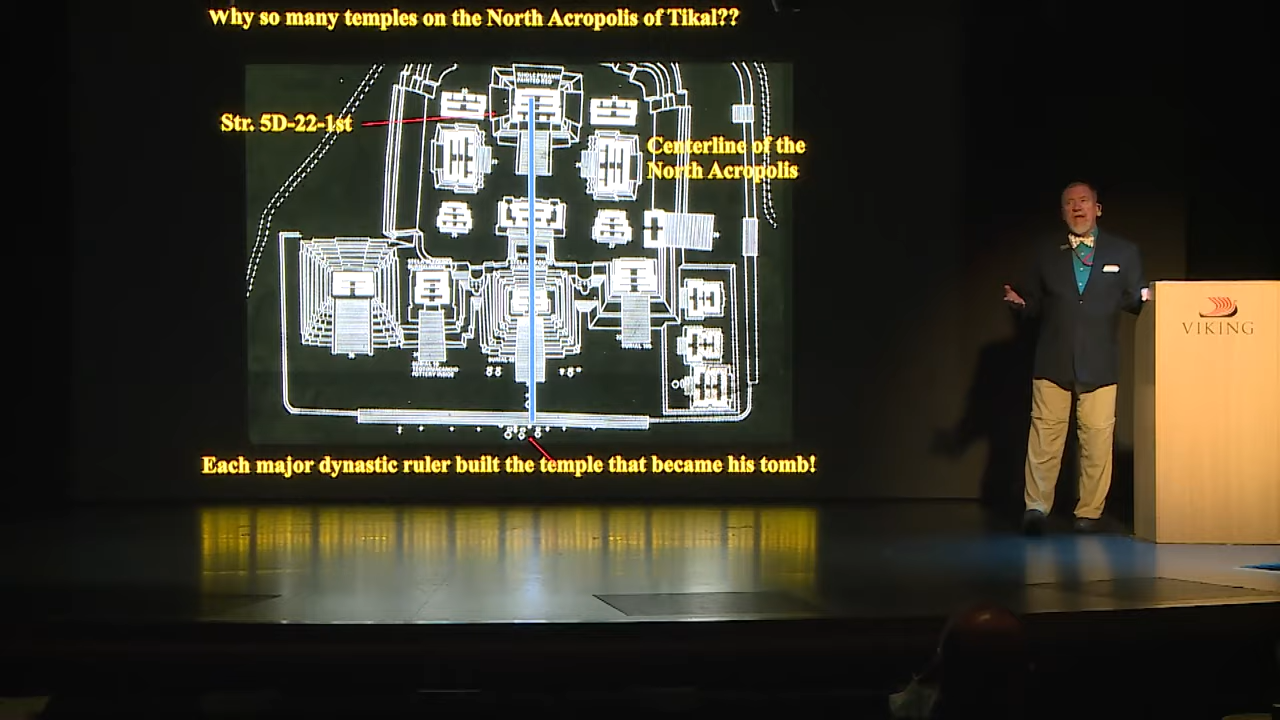 Why so many temples on the North Acropolis of Tikal??
Str. 5D-22-1st
Centerline of the
North Acropolis
Each major dynastic ruler built the temple that became his tomb!
VIKING